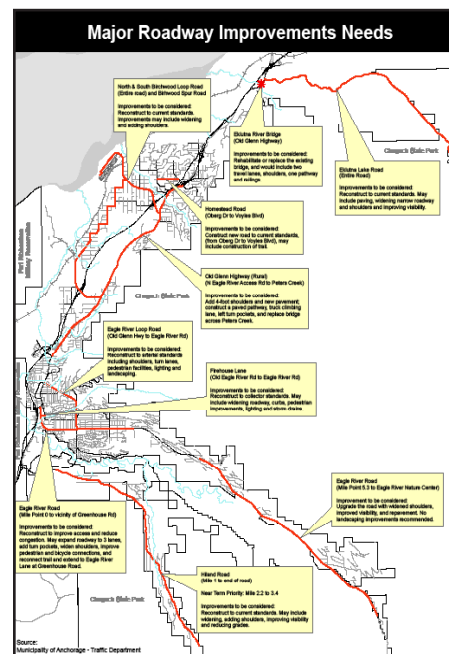 Major Roadway Improvements Needs
North & South Birchwood Loop Road
(Entire road) and Birhwood Spur Road
Improvements to be considered:
Reconstruct to current standards.
Improvements may include widening
and adding shoulders.
Eklutna River Bridge
(Old Glenn Highway)
Improvements to be considered:
Rehabilitate or replace the existing
bridge, and would include two
travel lanes, shoulders, one pathway
and railings
Chugach State Park
Eklutna Lake Road
(Entire Road)
Improvements to be considered:
Reconstruct to current standards. May
include paving, widening narrow roadway
and shoulders and improving visibility.
Homestead Road
(Oberg Dr to Voyles Blvd)
Improvements to be considered:
Construct new road to current standards,
(from Oberg Dr to Voyles Blvd), may
include construction of trail.
Fort Richardson
Military Reservation
Chugach State Park
Old Glenn Highway (Rural)
(N Eagle River Access Rd to Peters Creek)
Improvements to be considered:
Add 4-foot shoulders and new pavement;
construct a paved pathway, truck climbing
lane, left turn pockets, and replace bridge
across Peters Creek.
Eagle River Loop Road
(Old Glenn Hwy to Eagle River Rd)
Improvements to be considered:
Reconstruct to arterial standards
including shoulders, turn lanes,
pedestrian facilities, lighting and
landscaping.
Firehouse Lane
(Old Eagle River Rd to Eagle River Rd)
Improvements to be considered:
Reconstruct to collector standards. May
include widening roadway, curbs, pedestrian
improvements, lighting and storm drains.
Eagle River Road
(Mile Point 5.3 to Eagle River Nature Center)
Improvement to be considered:
Upgrade the road with widened shoulders,
improved visibility, and repavement. No
landscaping improvements recommended.
Eagle River Road
(Mile Point 0 to vicinity of Greenhouse Rd)
Improvements to be considered:
Reconstruct to improve access and reduce
congestion. May expand roadway to 3 lanes,
add turn pockets, widen shoulders, improve
pedestrian and bicycle connections, and
reconnect trail and extend to Eagle River
Lane at Greenhouse Road.
Hiland Road
(Mile 1 to end of road)
Near Term Priority: Mile 2.2 to 3.4
Improvements to be considered:
Reconstruct to current standards. May include
widening, adding shoulders, improving visibility
and reducing grades.
Chugach State Park
Source:
Municipality of Anchorage - Traffic Department